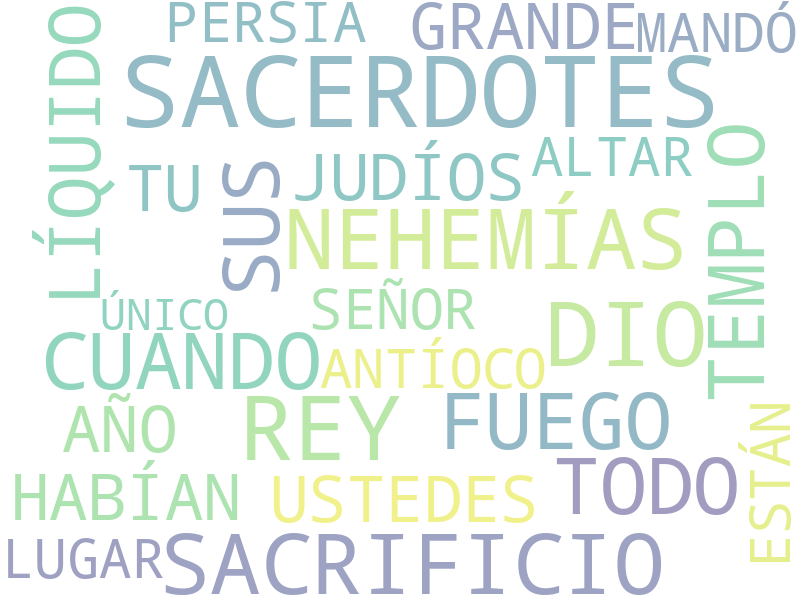 PERSIA
GRANDE
MANDÓ
LÍQUIDO
SACERDOTES
TU
SUS
JUDÍOS
ALTAR
TEMPLO
NEHEMÍAS
ÚNICO
SEÑOR
DIO
CUANDO
ANTÍOCO
AÑO
REY
FUEGO
ESTÁN
HABÍAN
USTEDES
TODO
LUGAR
SACRIFICIO